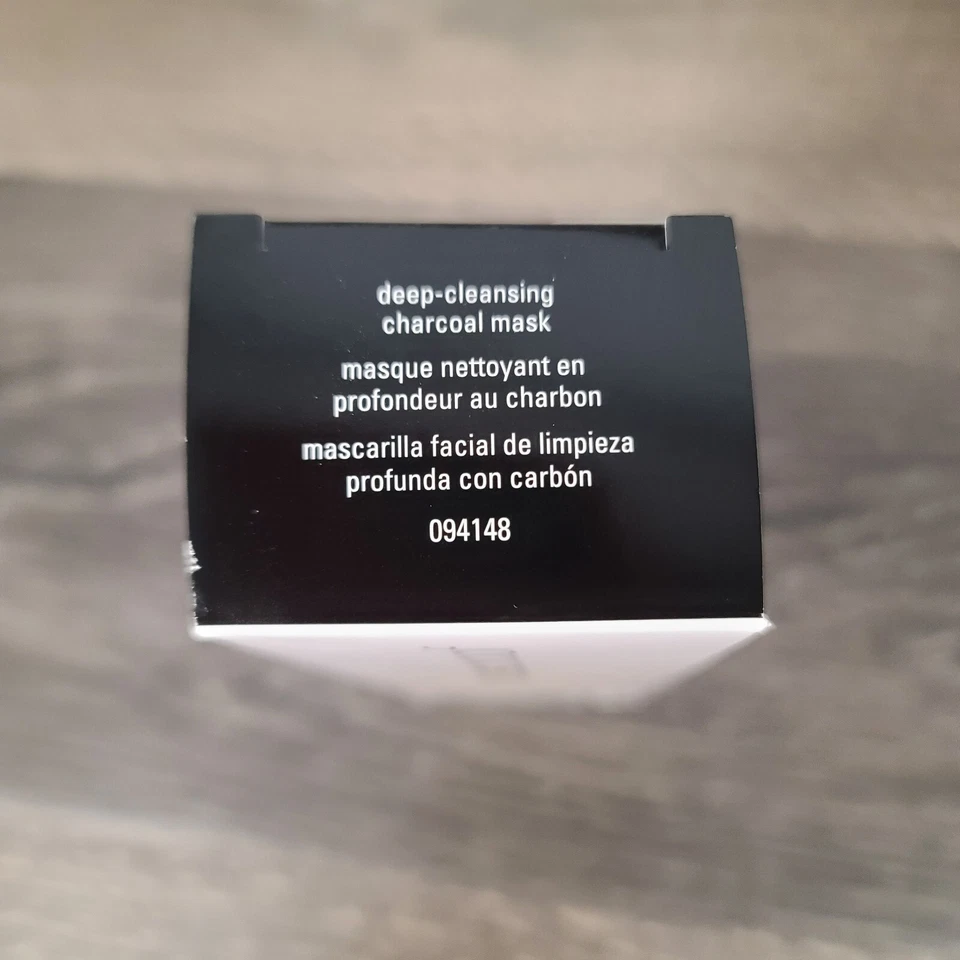 deep-cleansing
charcoal mask
masque nettoyant en
profondeur au charbon
mascarilla facial de limpieza
profunda con carbón
094148